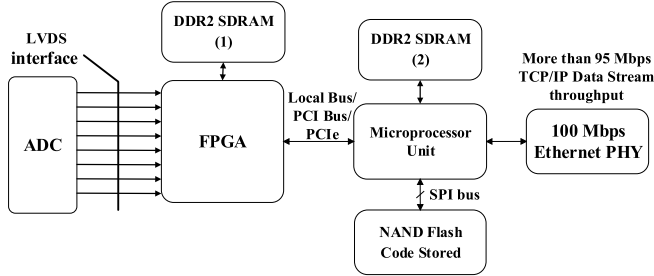 LVDS
interface
ADC
DDR2 SDRAM
(1)
FPGA
Local Bus/
PCI Bus/
PCIe
DDR2 SDRAM
(2)
Microprocessor
Unit
SPI bus
NAND Flash
Code Stored
More than 95 Mbps
TCP/IP Data Stream
throughput
100 Mbps
Ethernet PHY